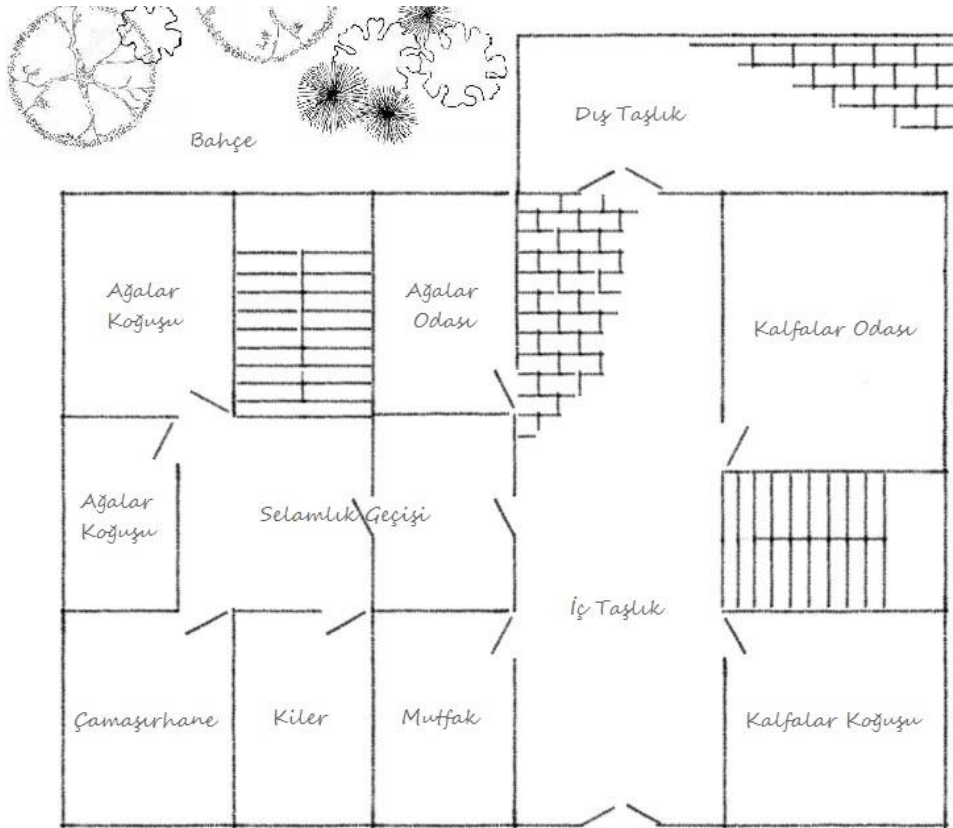 Dış Taşlık
Bahçe
Ağalar
Koğuşu
Ağalar
Odası
Kalfalar Odası
Ağalar
Koğuşu
Selamlık Geçişi
İç Taşlık
Çamaşırhane
Kiler
Mutfak
Kalfalar Koğuşu